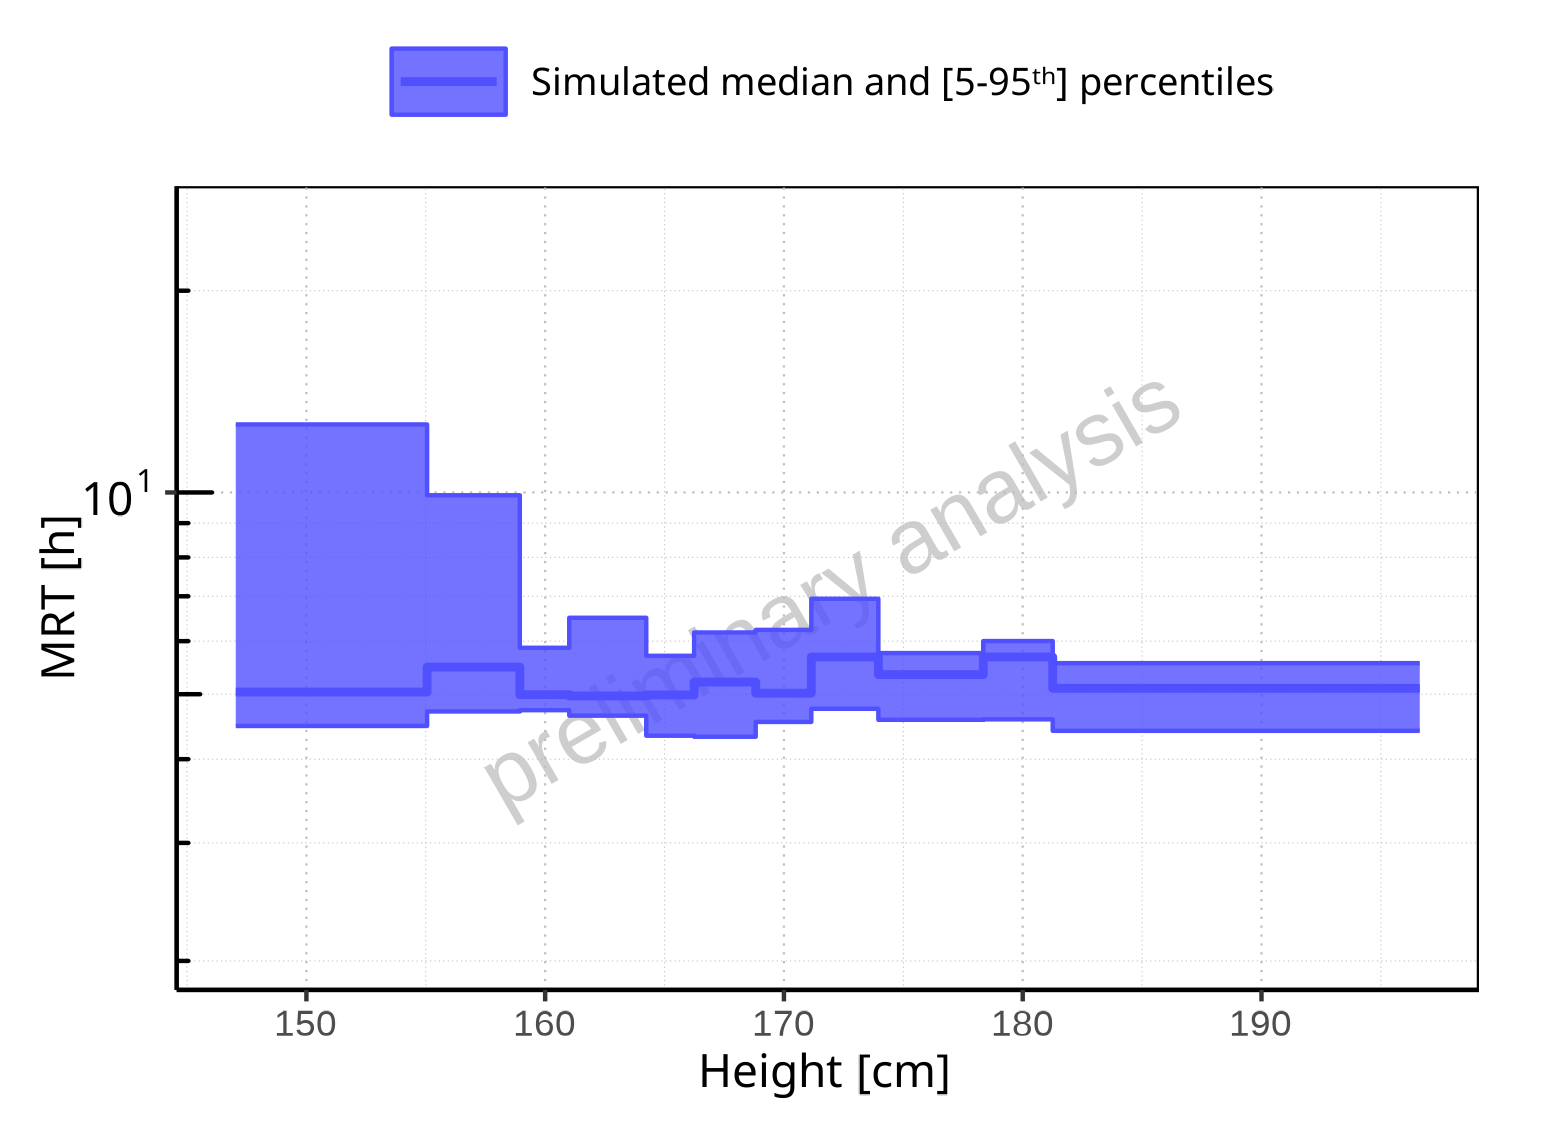 Simulated median and [5-95ᵗʰ] percentiles
10¹
MRT [h]
preliminary analysis
150 160 170 180 190
Height [cm]